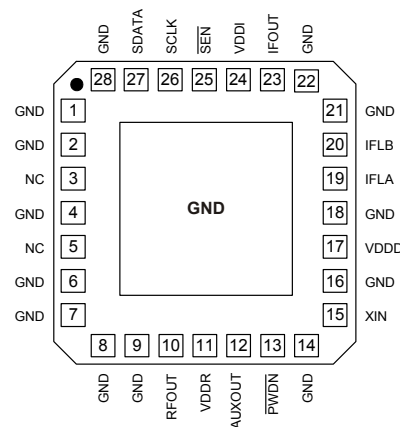 GND SDATA SCLK S̅E̅N̅ VDDI IFOUT GND
28 27 26 25 24 23 22
GND 1 21 GND
GND 2 20 IFLB
NC 3 19 IFLA
GND 4 GND 18 GND
NC 5 17 VDDD
GND 6 16 GND
GND 7 15 XIN
8 9 10 11 12 13 14
GND GND RFOUT VDDR AUXOUT P̅W̅D̅N̅ GND